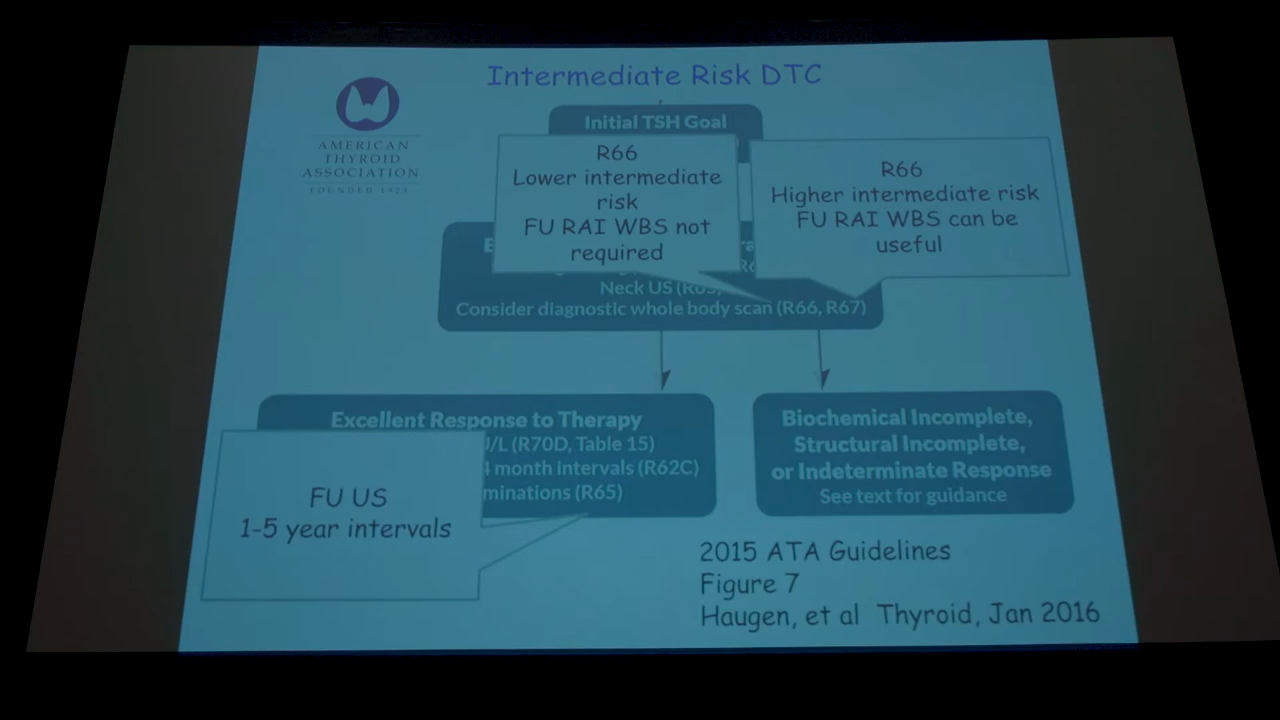 Intermediate Risk DTC
AMERICAN
THYROID
ASSOCIATION
FOUNDED 1923
Initial TSH Goal
R66
Lower intermediate
risk
FU RAI WBS not
required
R66
Higher intermediate risk
FU RAI WBS can be
useful
Neck US
Consider diagnostic whole body scan (R66, R67)
Excellent Response to Therapy
(R70D, Table 15)
month intervals (R62C)
(R65)
FU US
1-5 year intervals
Biochemical Incomplete,
Structural Incomplete,
or Indeterminate Response
See text for guidance
2015 ATA Guidelines
Figure 7
Haugen, et al Thyroid, Jan 2016